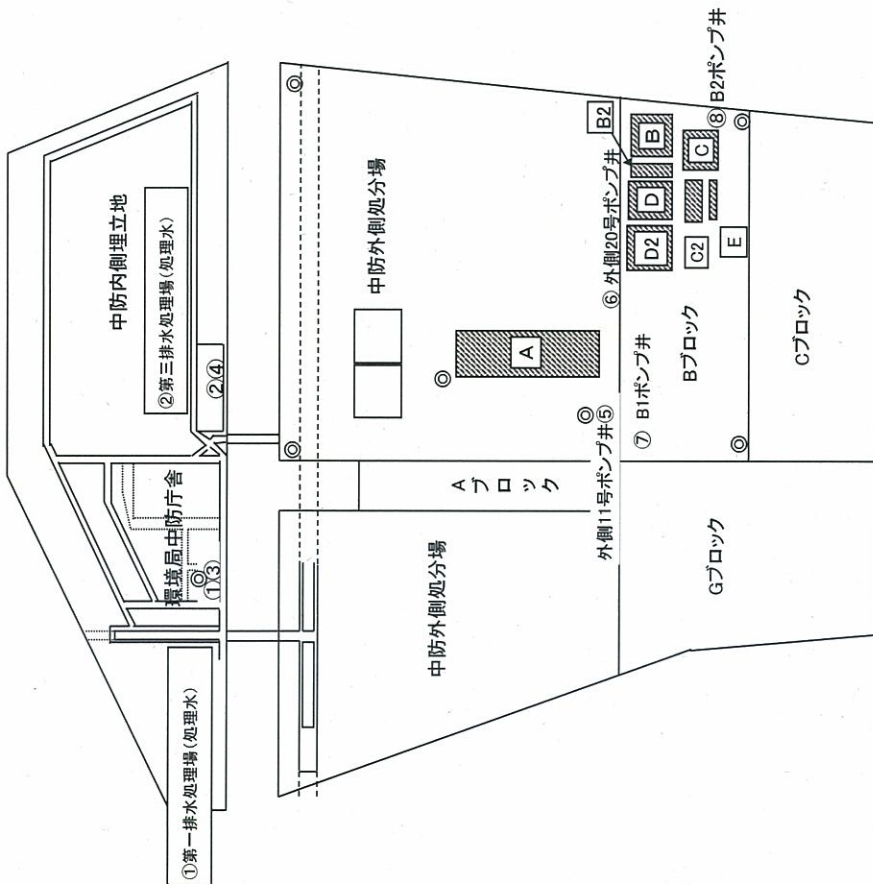 中防内側埋立地
②第三排水処理場(処理水)
②④
環境局中防庁舎
①③
①第一排水処理場(処理水)
中防外側処分場
A
Aブロック
中防外側処分場
外側11号ポンプ井⑤
⑥ 外側20号ポンプ井
B2
B
D
D2
C
C2
E
⑧ B2ポンプ井
⑦ B1ポンプ井
Bブロック
Cブロック
Gブロック